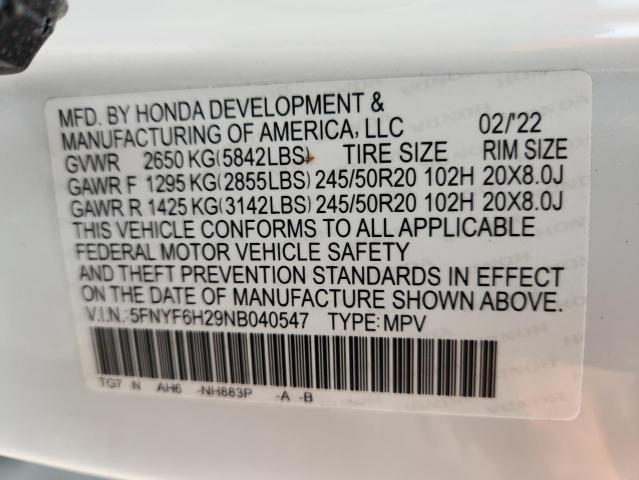 MFD. BY HONDA DEVELOPMENT &
MANUFACTURING OF AMERICA, LLC 02/'22
GVWR 2650 KG(5842LBS) TIRE SIZE RIM SIZE
GAWR F 1295 KG(2855LBS) 245/50R20 102H 20X8.0J
GAWR R 1425 KG(3142LBS) 245/50R20 102H 20X8.0J
THIS VEHICLE CONFORMS TO ALL APPLICABLE
FEDERAL MOTOR VEHICLE SAFETY
AND THEFT PREVENTION STANDARDS IN EFFECT
ON THE DATE OF MANUFACTURE SHOWN ABOVE.
V.I.N.:5FNYF6H29NB040547 TYPE:MPV
TG7 N AH6 -NH883P -A -B